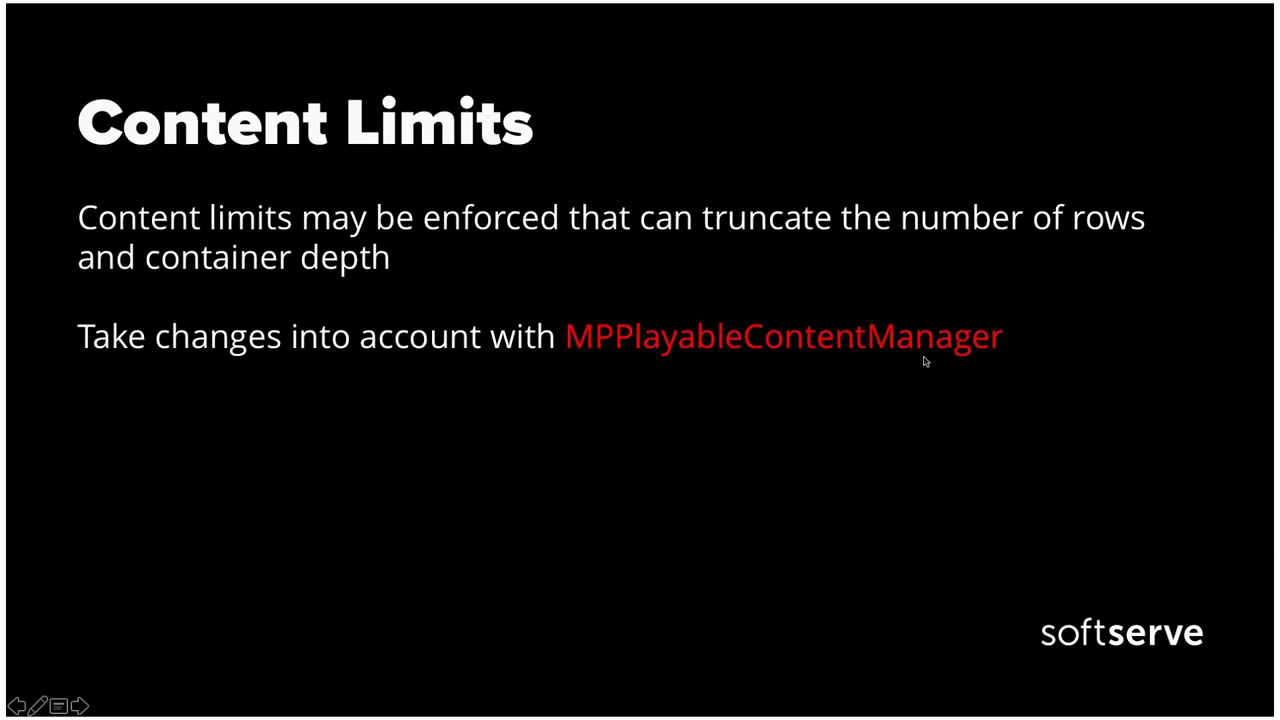 Content Limits
Content limits may be enforced that can truncate the number of rows
and container depth
Take changes into account with MPPlayableContentManager
softserve